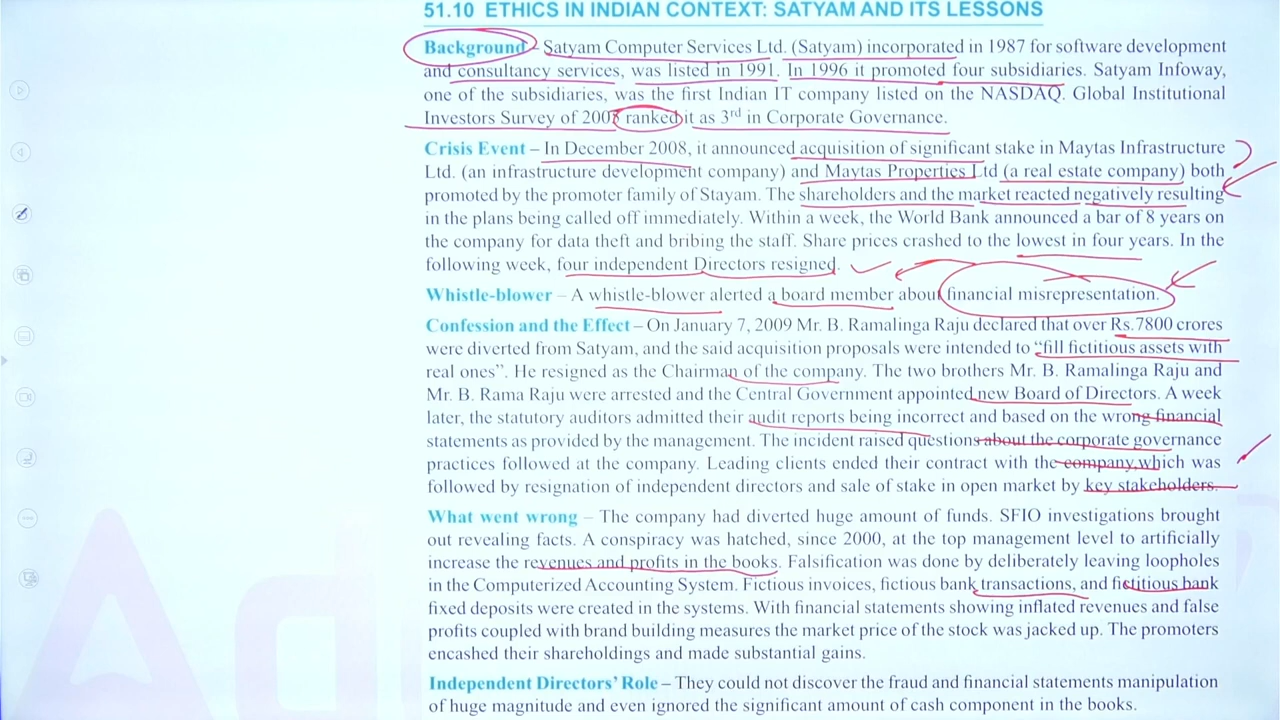 51.10 ETHICS IN INDIAN CONTEXT: SATYAM AND ITS LESSONS
Background – Satyam Computer Services Ltd. (Satyam) incorporated in 1987 for software development
and consultancy services, was listed in 1991. In 1996 it promoted four subsidiaries. Satyam Infoway,
one of the subsidiaries, was the first Indian IT company listed on the NASDAQ. Global Institutional
Investors Survey of ranked it as 3rd in Corporate Governance.
Crisis Event – In December 2008, it announced acquisition of significant stake in Maytas Infrastructure
Ltd. (an infrastructure development company) and Maytas Properties Ltd (a real estate company) both
promoted by the promoter family of Stayam. The shareholders and the market reacted negatively resulting
in the plans being called off immediately. Within a week, the World Bank announced a bar of 8 years on
the company for data theft and bribing the staff. Share prices crashed to the lowest in four years. In the
following week, four independent Directors resigned.
Whistle-blower – A whistle-blower alerted a board member about financial misrepresentation.
Confession and the Effect – On January 7, 2009 Mr. B. Ramalinga Raju declared that over Rs.7800 crores
were diverted from Satyam, and the said acquisition proposals were intended to “fill fictitious assets with
real ones”. He resigned as the Chairman of the company. The two brothers Mr. B. Ramalinga Raju and
Mr. B. Rama Raju were arrested and the Central Government appointed new Board of Directors. A week
later, the statutory auditors admitted their audit reports being incorrect and based on the wrong financial
statements as provided by the management. The incident raised questions about the corporate governance
practices followed at the company. Leading clients ended their contract with the company which was
followed by resignation of independent directors and sale of stake in open market by key stakeholders.
What went wrong – The company had diverted huge amount of funds. SFIO investigations brought
out revealing facts. A conspiracy was hatched, since 2000, at the top management level to artificially
increase the revenues and profits in the books. Falsification was done by deliberately leaving loopholes
in the Computerized Accounting System. Fictious invoices, fictious bank transactions, and fictitious bank
fixed deposits were created in the systems. With financial statements showing inflated revenues and false
profits coupled with brand building measures the market price of the stock was jacked up. The promoters
encashed their shareholdings and made substantial gains.
Independent Directors’ Role – They could not discover the fraud and financial statements manipulation
of huge magnitude and even ignored the significant amount of cash component in the books.